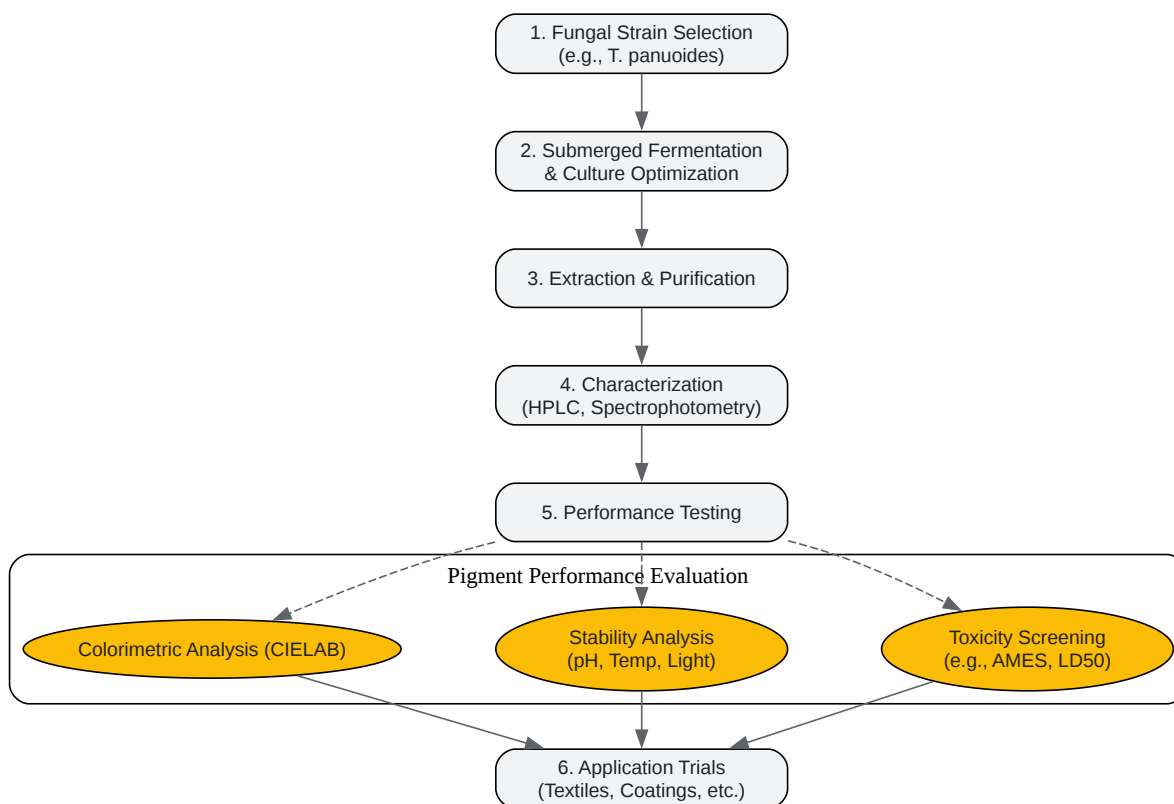 1. Fungal Strain Selection
(e.g., T. panuoides)
2. Submerged Fermentation
& Culture Optimization
3. Extraction & Purification
4. Characterization
(HPLC, Spectrophotometry)
5. Performance Testing
Pigment Performance Evaluation
Colorimetric Analysis (CIELAB)
Stability Analysis
(pH, Temp, Light)
Toxicity Screening
(e.g., AMES, LD50)
6. Application Trials
(Textiles, Coatings, etc.)